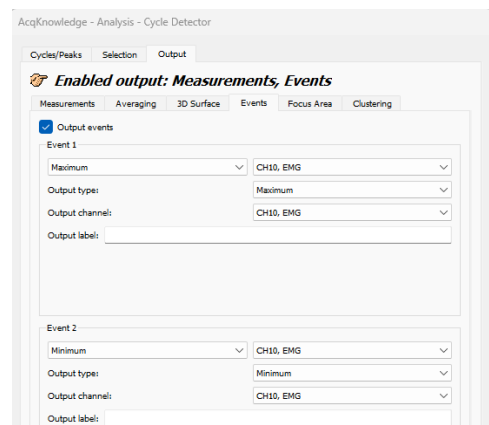 AcqKnowledge - Analysis - Cycle Detector
Cycles/Peaks Selection Output
Enabled output: Measurements, Events
Measurements Averaging 3D Surface Events Focus Area Clustering
Output events
Event 1
Maximum CH10, EMG
Output type: Maximum
Output channel: CH10, EMG
Output label:
Event 2
Minimum CH10, EMG
Output type: Minimum
Output channel: CH10, EMG
Output label: